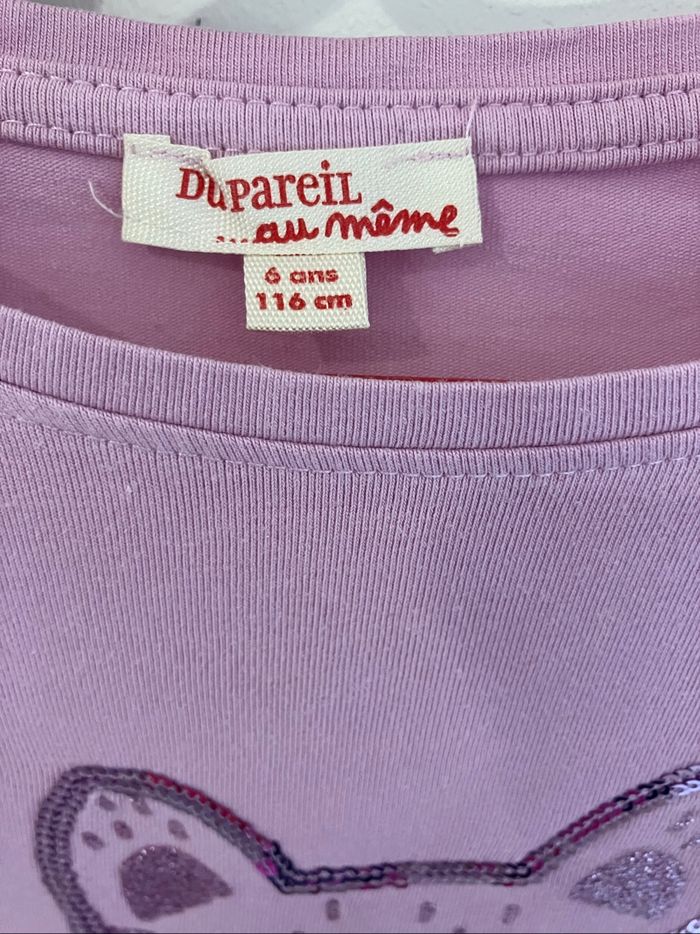 DupareiL
...au même
6 ans
116 cm